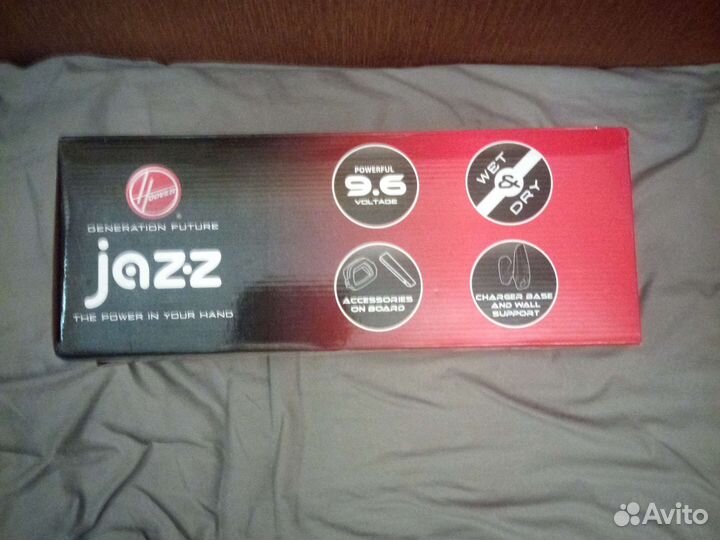 HOOVER
®
GENERATION FUTURE
jazz
THE POWER IN YOUR HAND
POWERFUL
9.6
VOLTAGE
WET
&
DRY
ACCESSORIES
ON BOARD
CHARGER BASE
AND WALL
SUPPORT
Avito